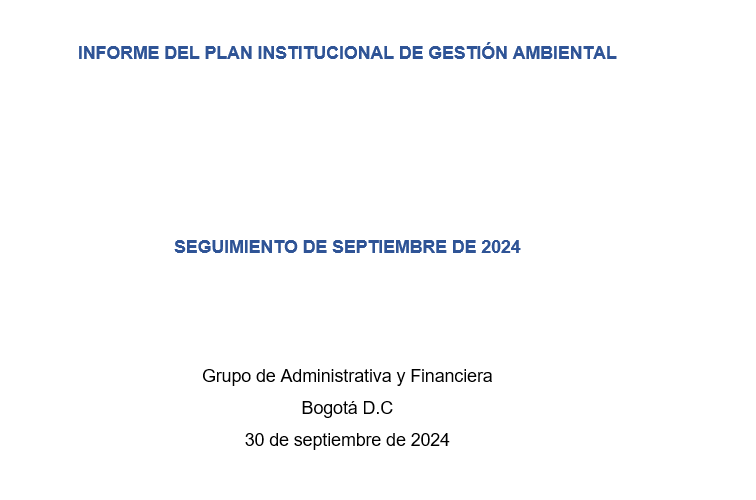 INFORME DEL PLAN INSTITUCIONAL DE GESTIÓN AMBIENTAL
SEGUIMIENTO DE SEPTIEMBRE DE 2024
Grupo de Administrativa y Financiera
Bogotá D.C
30 de septiembre de 2024